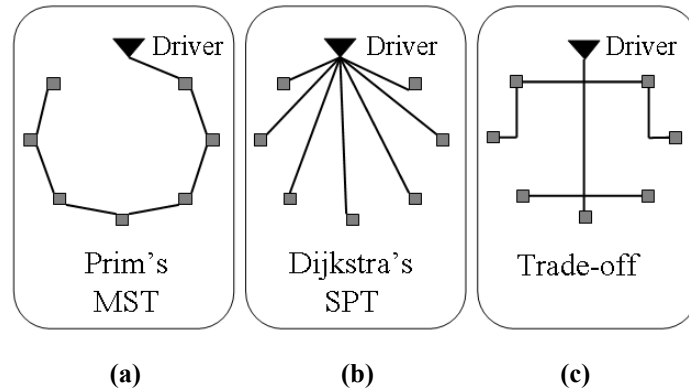 Driver
Prim's
MST
Driver
Dijkstra's
SPT
Driver
Trade-off
(a)
(b)
(c)